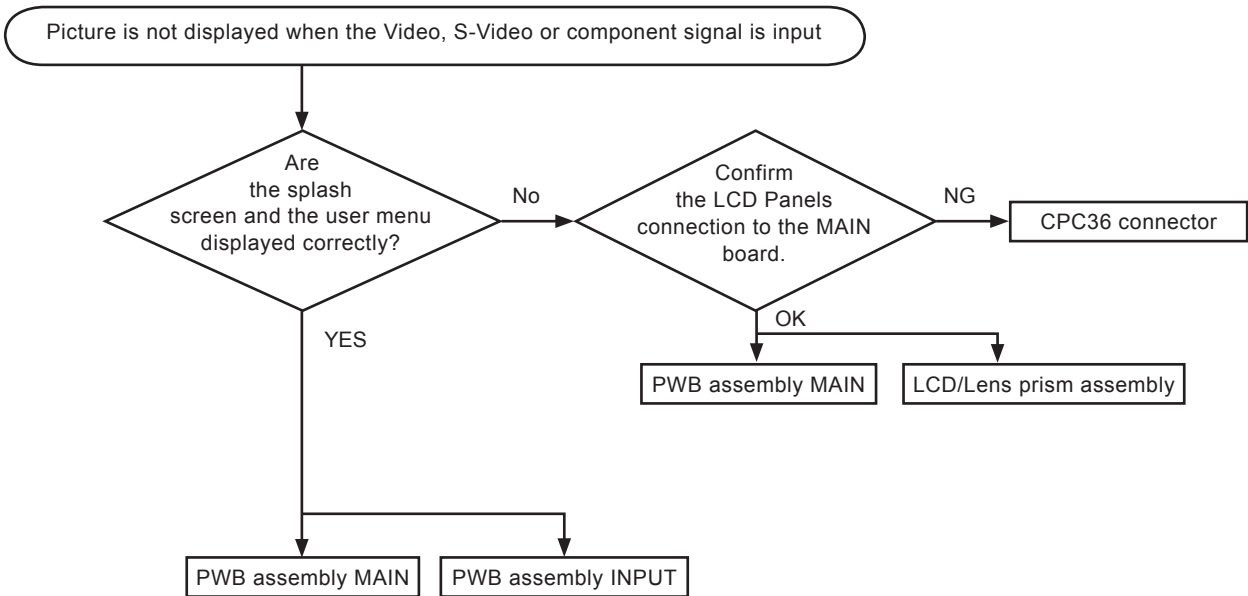 Picture is not displayed when the Video, S-Video or component signal is input
Are
the splash
screen and the user menu
displayed correctly?
No
Confirm
the LCD Panels
connection to the MAIN
board.
NG
CPC36 connector
YES
OK
PWB assembly MAIN
LCD/Lens prism assembly
PWB assembly MAIN
PWB assembly INPUT